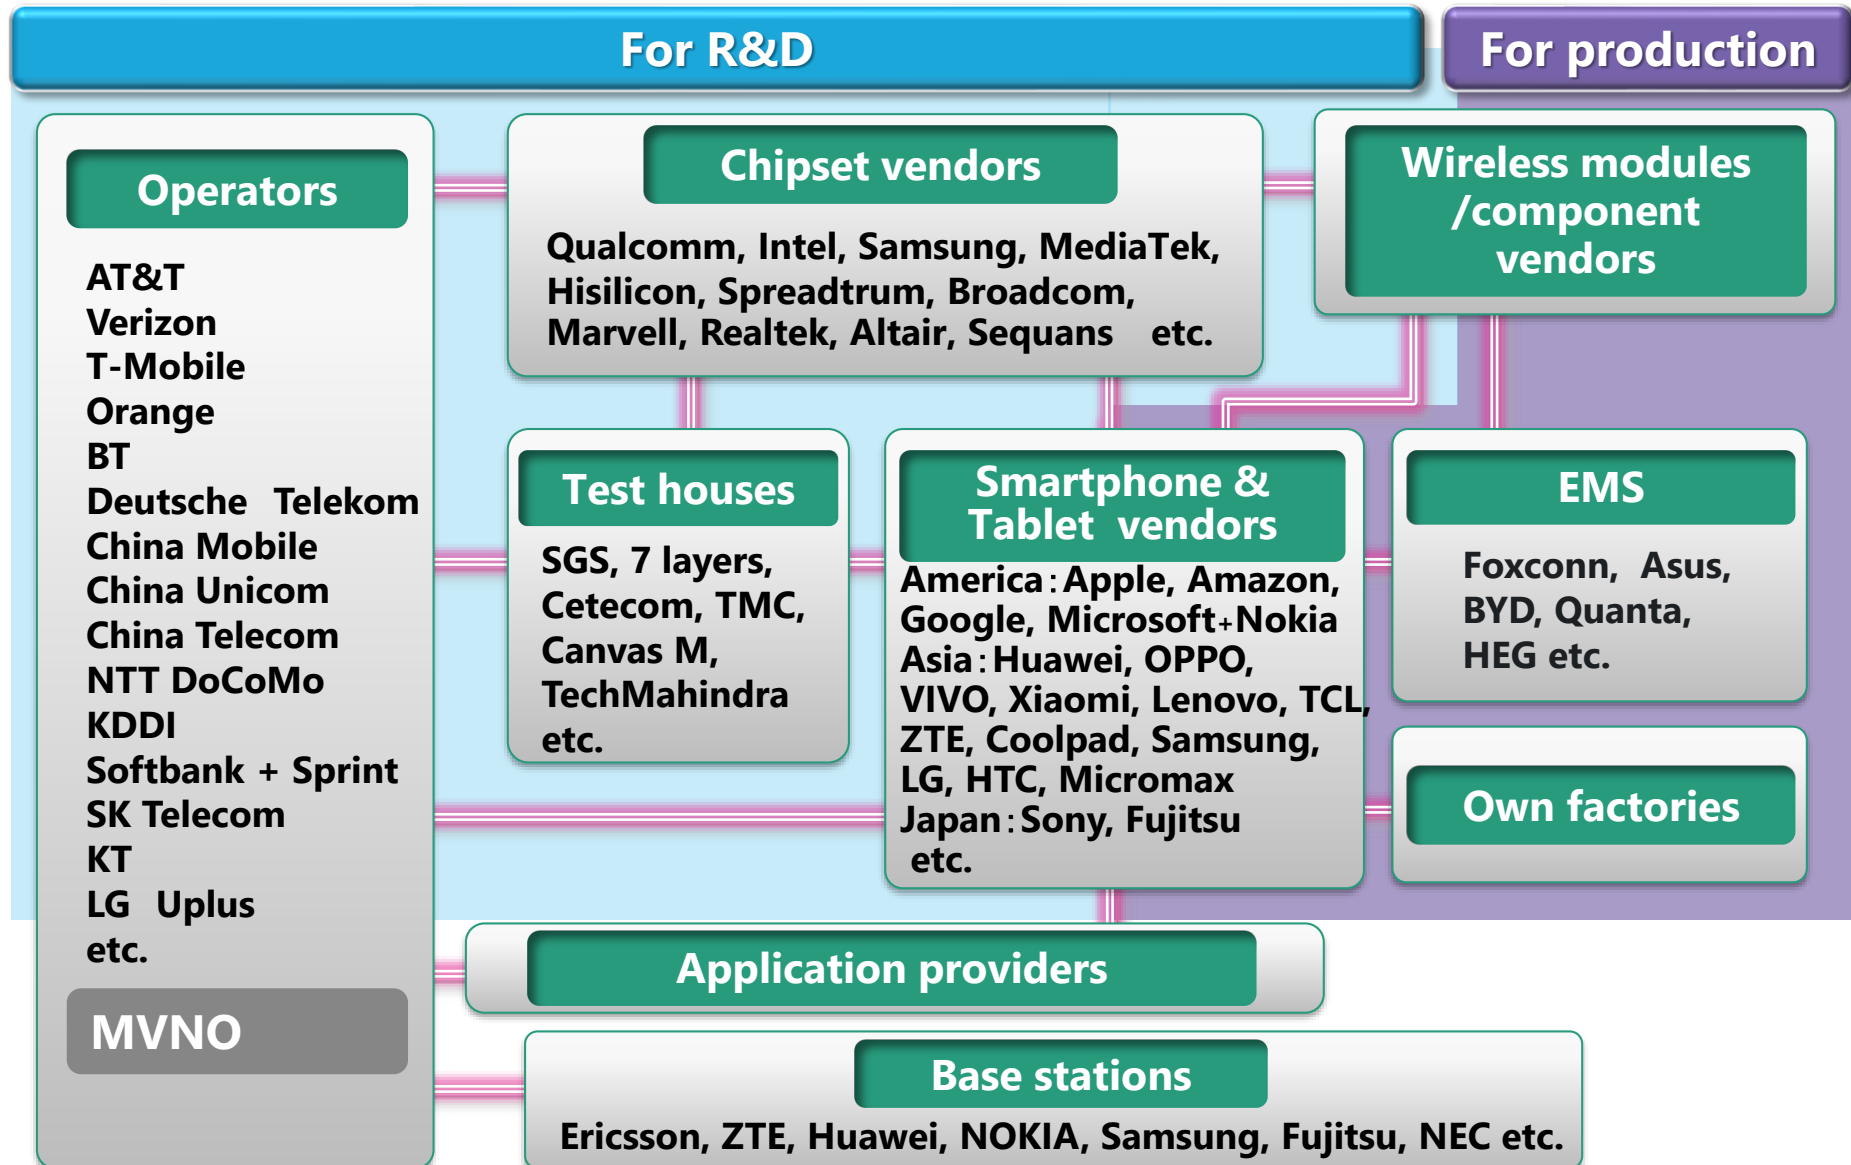 For R&D
For production
Operators
AT&T
Verizon
T-Mobile
Orange
BT
Deutsche Telekom
China Mobile
China Unicom
China Telecom
NTT DoCoMo
KDDI
Softbank + Sprint
SK Telecom
KT
LG Uplus
etc.
MVNO
Chipset vendors
Qualcomm, Intel, Samsung, MediaTek,
Hisilicon, Spreadtrum, Broadcom,
Marvell, Realtek, Altair, Sequans etc.
Wireless modules
/component
vendors
Test houses
SGS, 7 layers,
Cetecom, TMC,
Canvas M,
TechMahindra
etc.
Smartphone &
Tablet vendors
America：Apple, Amazon,
Google, Microsoft+Nokia
Asia：Huawei, OPPO,
VIVO, Xiaomi, Lenovo, TCL,
ZTE, Coolpad, Samsung,
LG, HTC, Micromax
Japan：Sony, Fujitsu
etc.
EMS
Foxconn, Asus,
BYD, Quanta,
HEG etc.
Own factories
Application providers
Base stations
Ericsson, ZTE, Huawei, NOKIA, Samsung, Fujitsu, NEC etc.